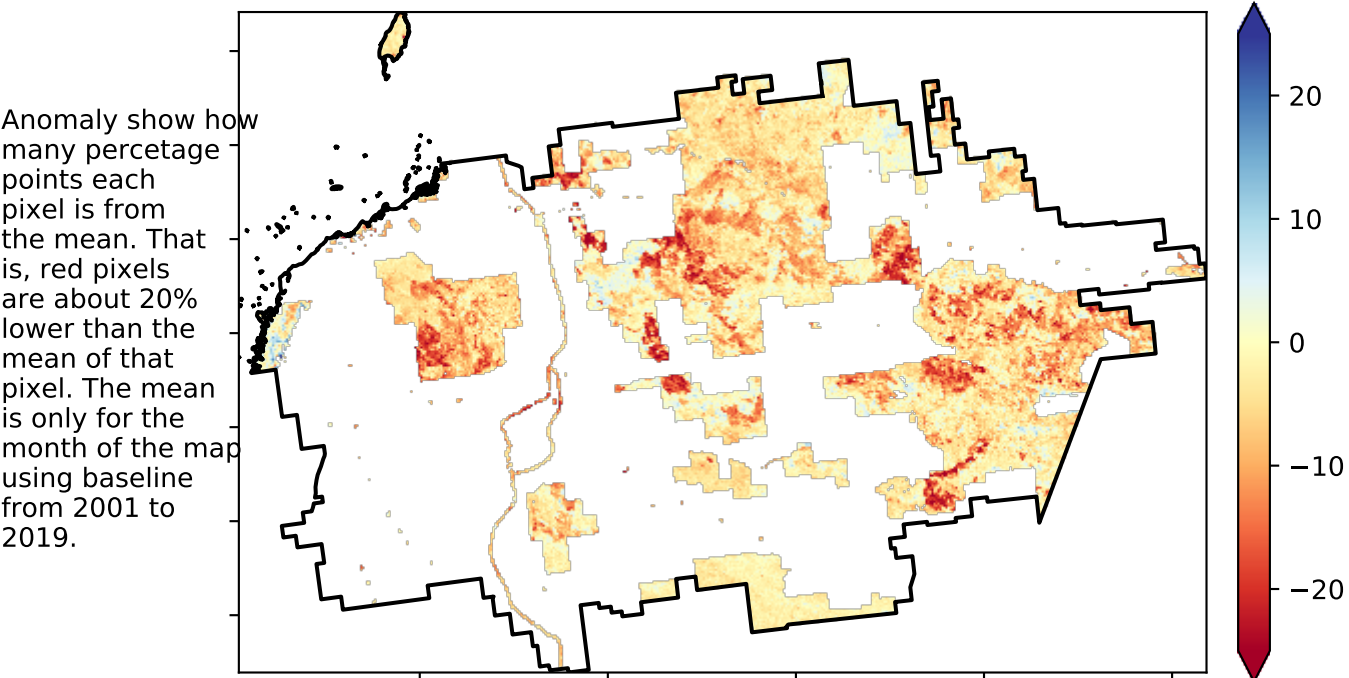 Anomaly show how
many percetage
points each
pixel is from
the mean. That
is, red pixels
are about 20%
lower than the
mean of that
pixel. The mean
is only for the
month of the map
using baseline
from 2001 to
2019.
20
10
0
−10
−20